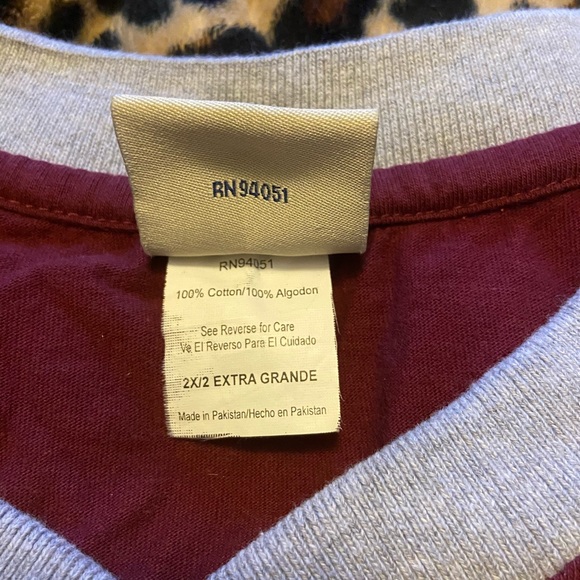 RN94051
RN94051
100% Cotton/100% Algodon
See Reverse for Care
Ve El Reverso Para El Cuidado
2X/2 EXTRA GRANDE
Made in Pakistan/Hecho en Pakistan